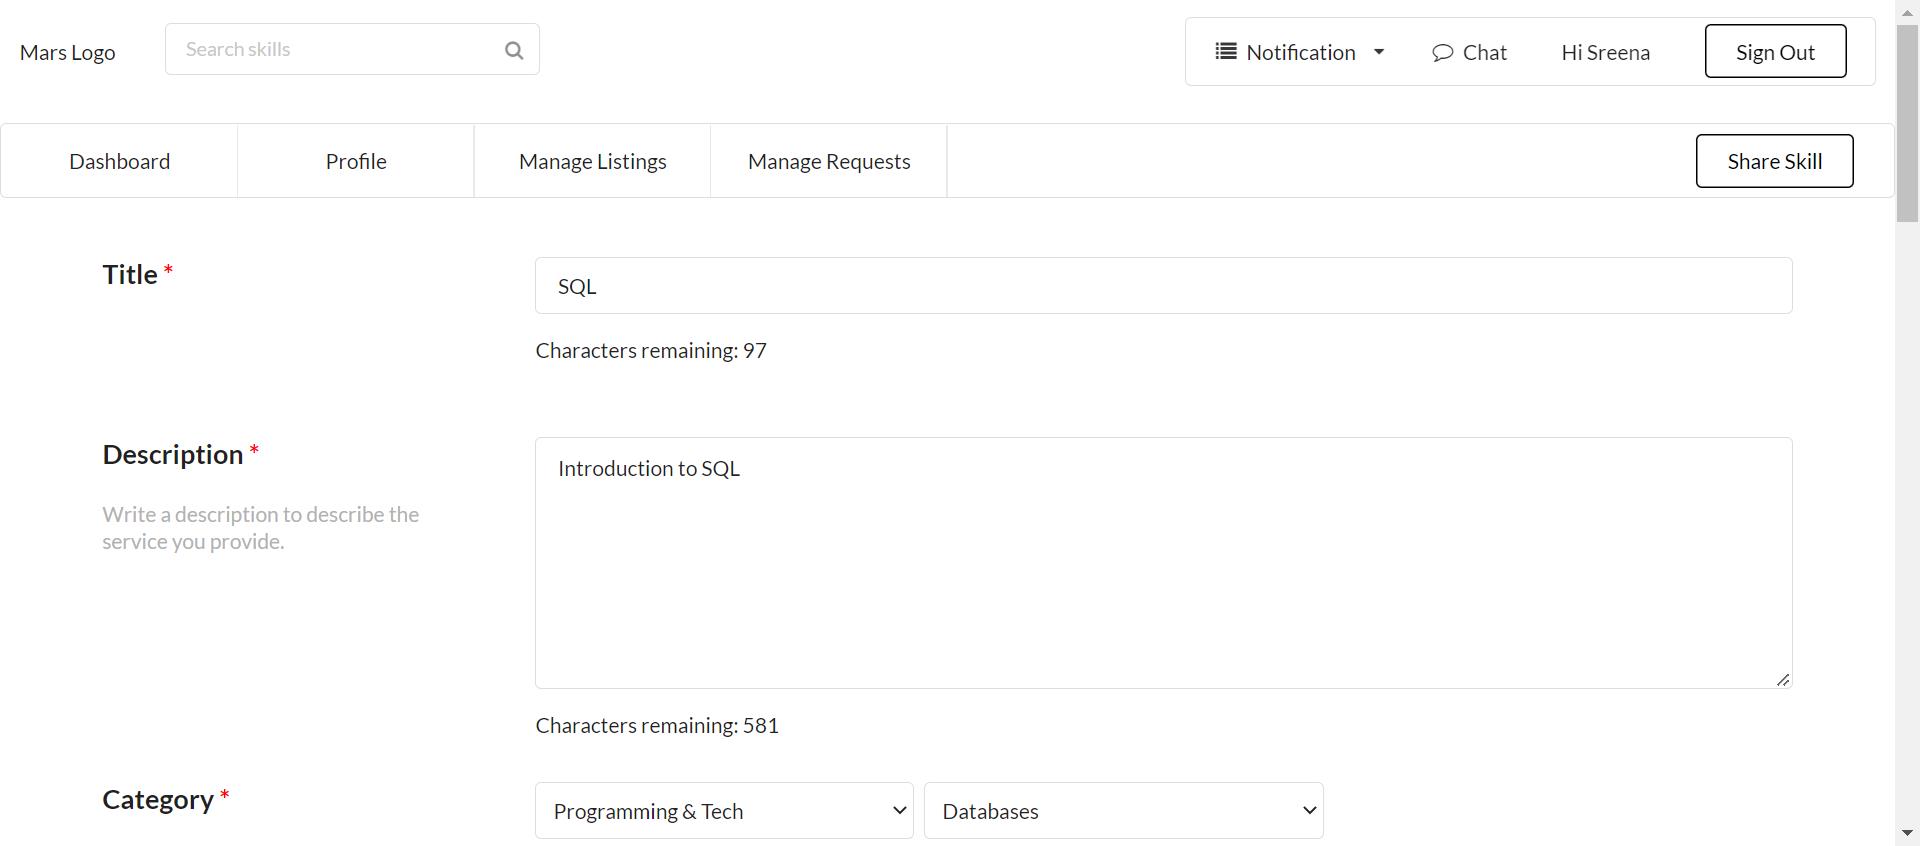 Mars Logo
Search skills
Notification
Chat
Hi Sreena
Sign Out
Dashboard
Profile
Manage Listings
Manage Requests
Share Skill
Title *
SQL
Characters remaining: 97
Description *
Write a description to describe the
service you provide.
Introduction to SQL
Characters remaining: 581
Category *
Programming & Tech
Databases